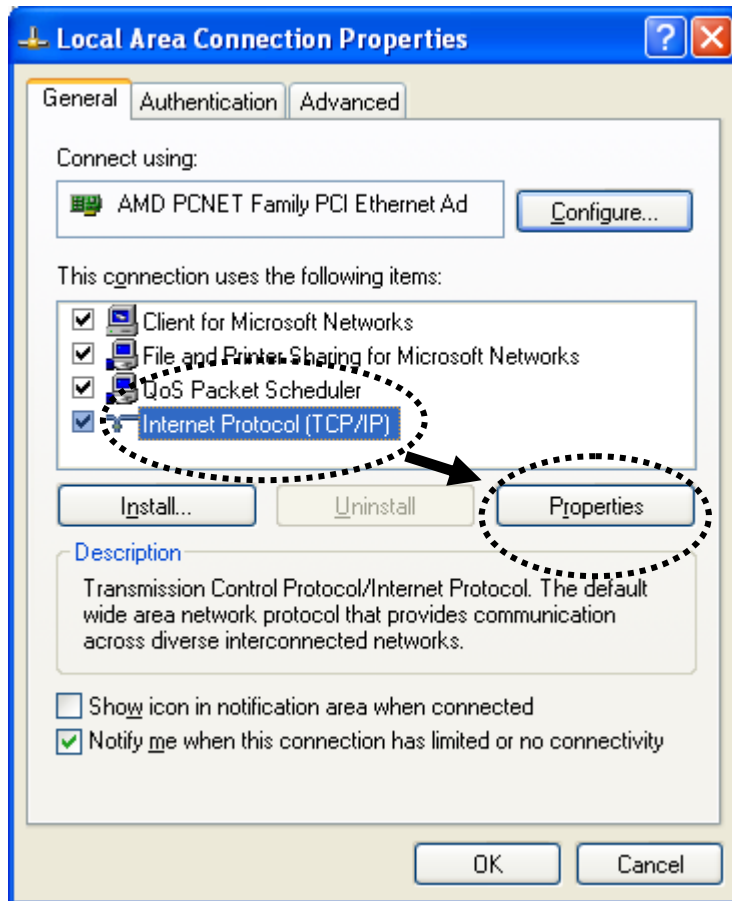 Local Area Connection Properties
General Authentication Advanced
Connect using:
AMD PCNET Family PCI Ethernet Ad Configure...
This connection uses the following items:
Client for Microsoft Networks
File and Printer Sharing for Microsoft Networks
QoS Packet Scheduler
Internet Protocol (TCP/IP)
Install... Uninstall Properties
Description
Transmission Control Protocol/Internet Protocol. The default
wide area network protocol that provides communication
across diverse interconnected networks.
Show icon in notification area when connected
Notify me when this connection has limited or no connectivity
OK Cancel